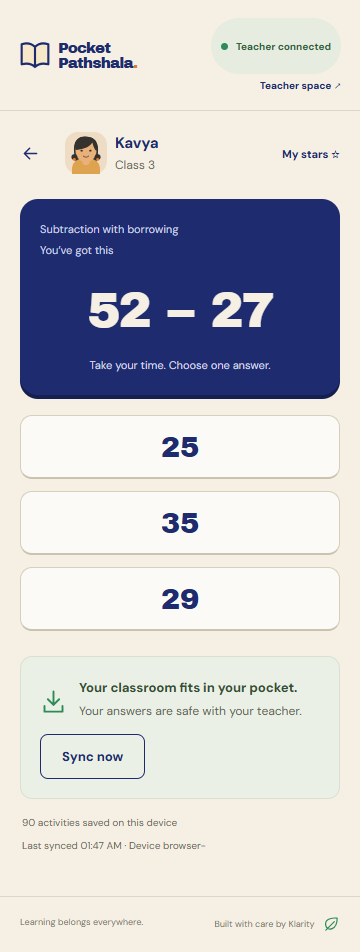 Pocket
Pathshala.
Teacher connected
Teacher space ↗
← Kavya
Class 3
My stars ☆
Subtraction with borrowing
You've got this
52 – 27
Take your time. Choose one answer.
25
35
29
Your classroom fits in your pocket.
Your answers are safe with your teacher.
Sync now
90 activities saved on this device
Last synced 01:47 AM · Device browser-
Learning belongs everywhere.
Built with care by Klarity